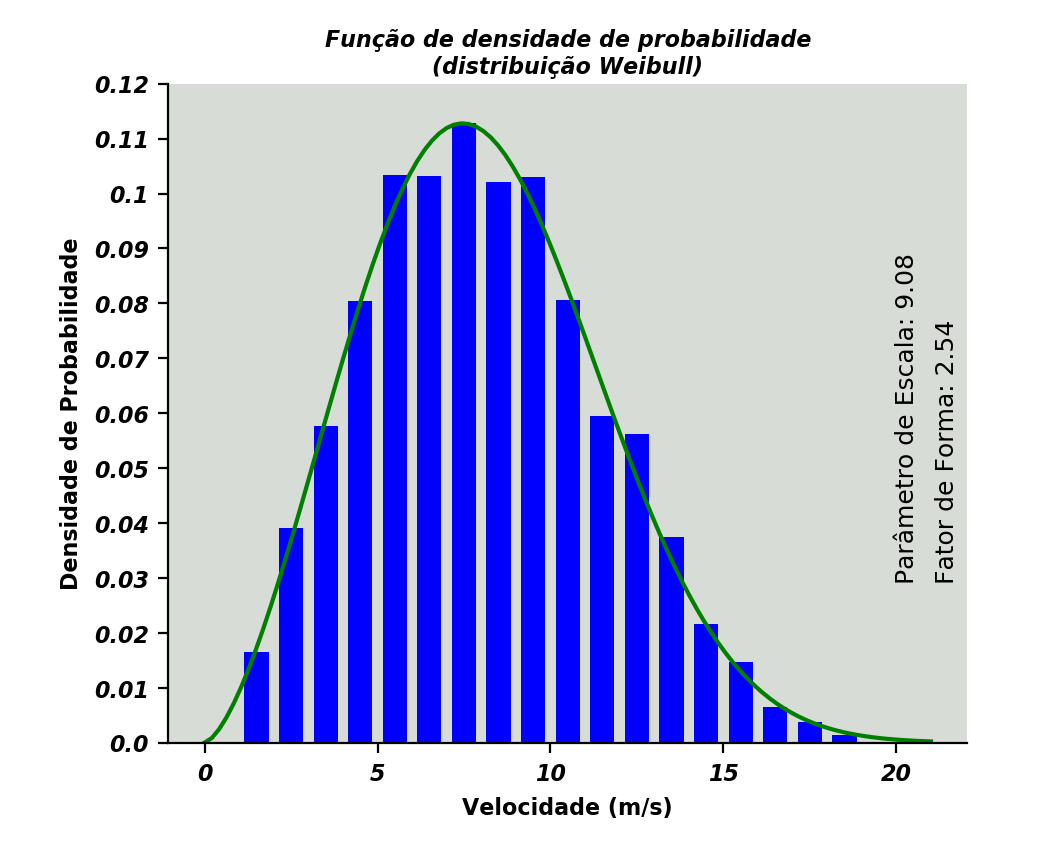 Função de densidade de probabilidade
(distribuição Weibull)
0.12
0.11
0.1
0.09
0.08
0.07
0.06
0.05
0.04
0.03
0.02
0.01
0.0
Densidade de Probabilidade
Parâmetro de Escala: 9.08
Fator de Forma: 2.54
0 5 10 15 20
Velocidade (m/s)